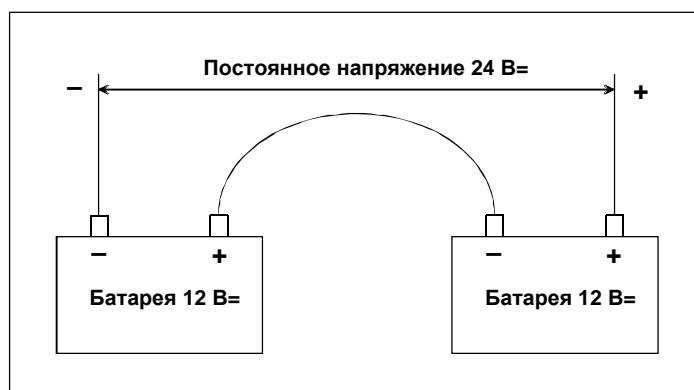 Постоянное напряжение 24 В=
– +
– + – +
Батарея 12 В= Батарея 12 В=